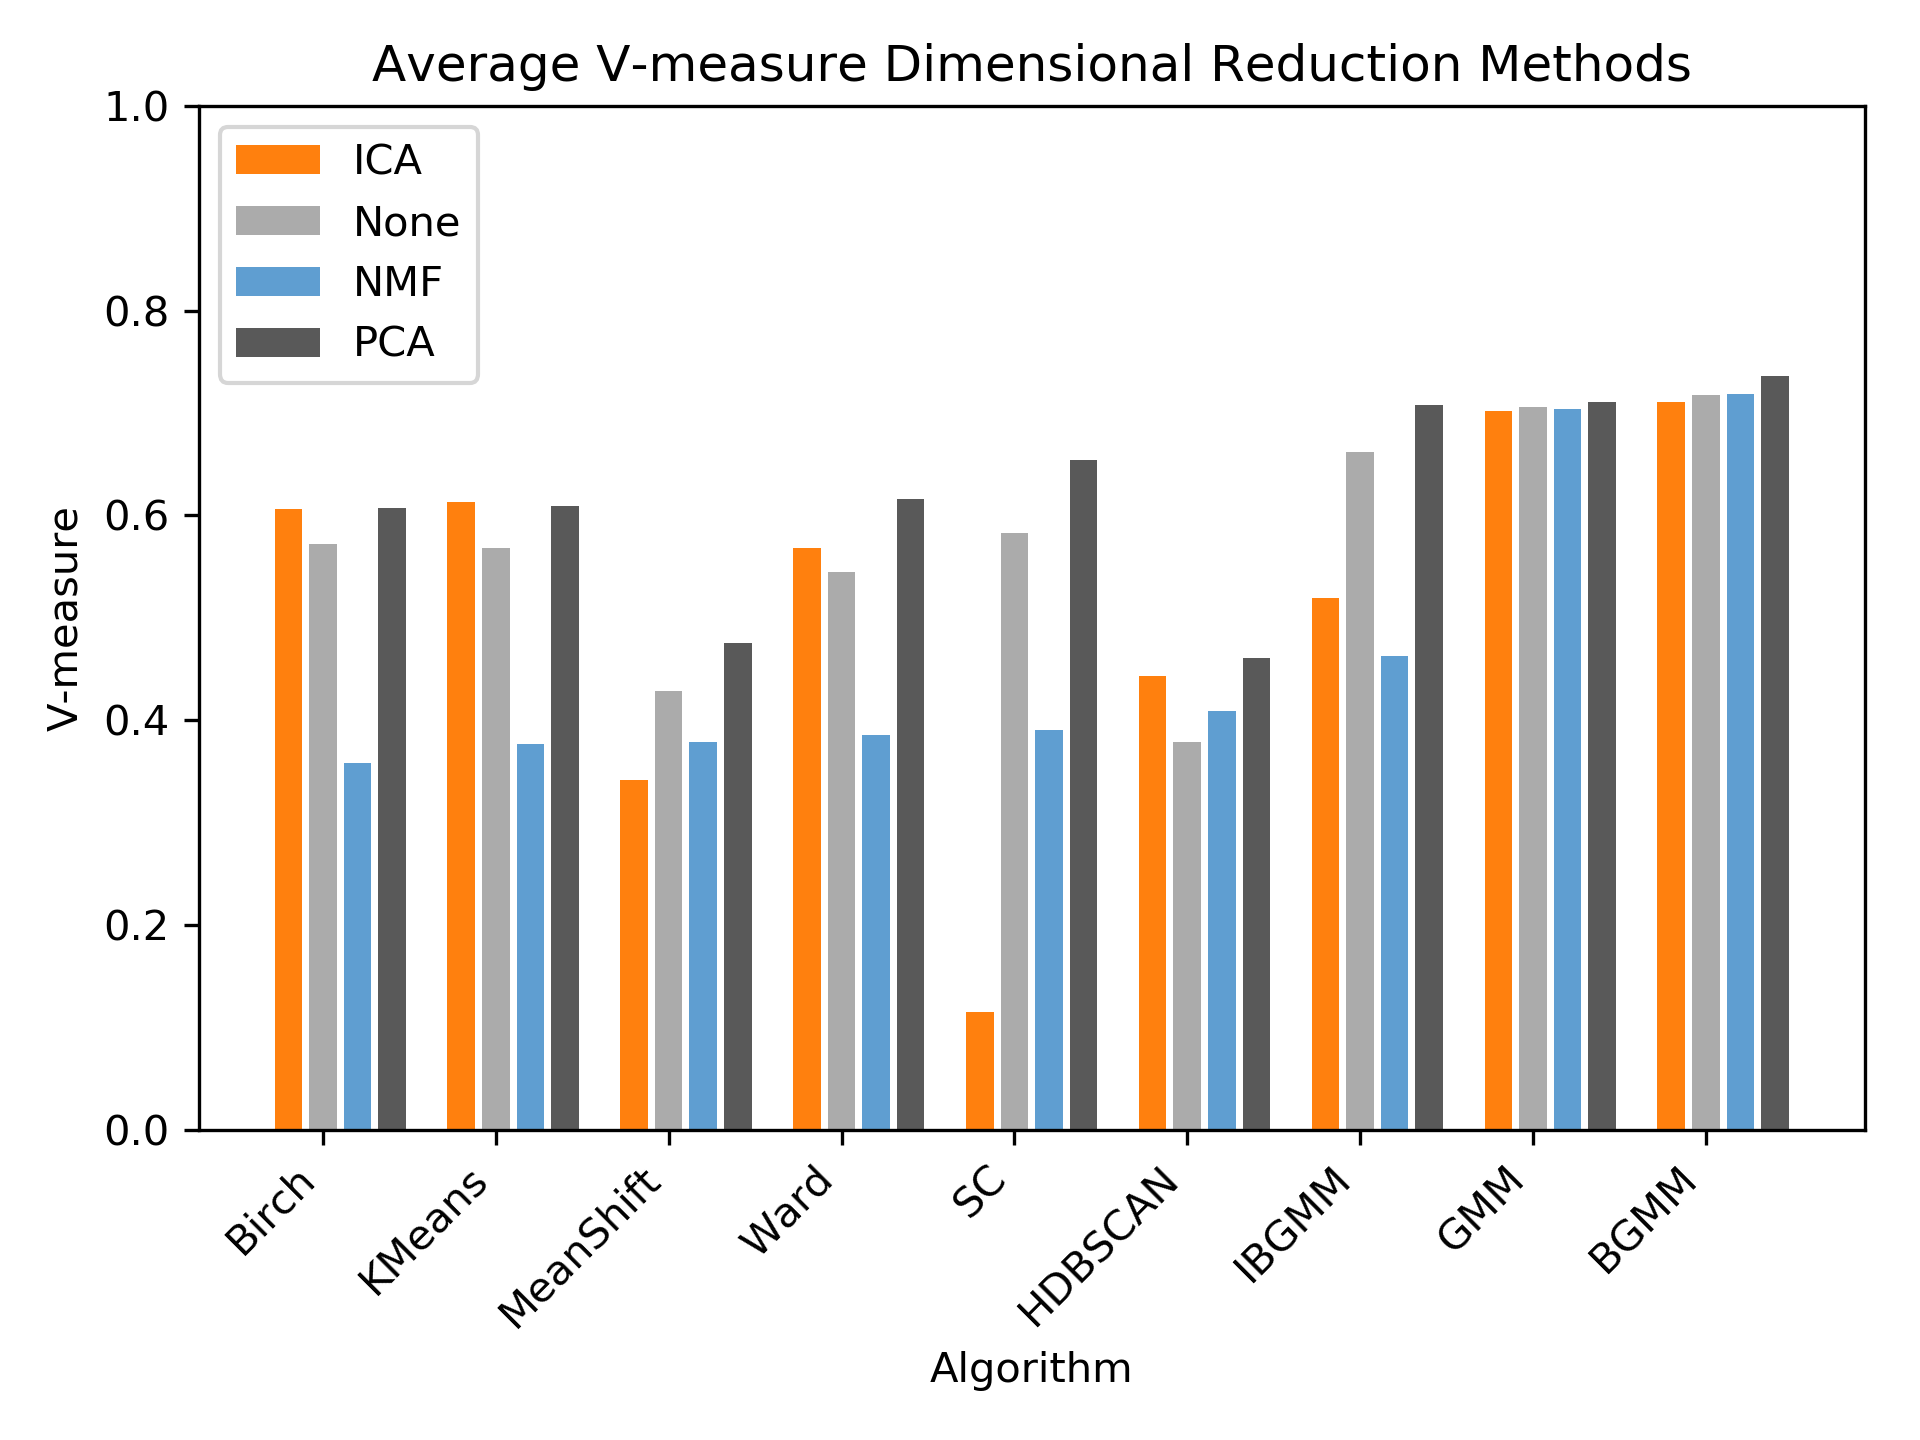 Average V-measure Dimensional Reduction Methods
1.0
0.8
0.6
0.4
0.2
0.0
V-measure
ICA
None
NMF
PCA
Birch
KMeans
MeanShift
Ward
SC
HDBSCAN
IBGMM
GMM
BGMM
Algorithm